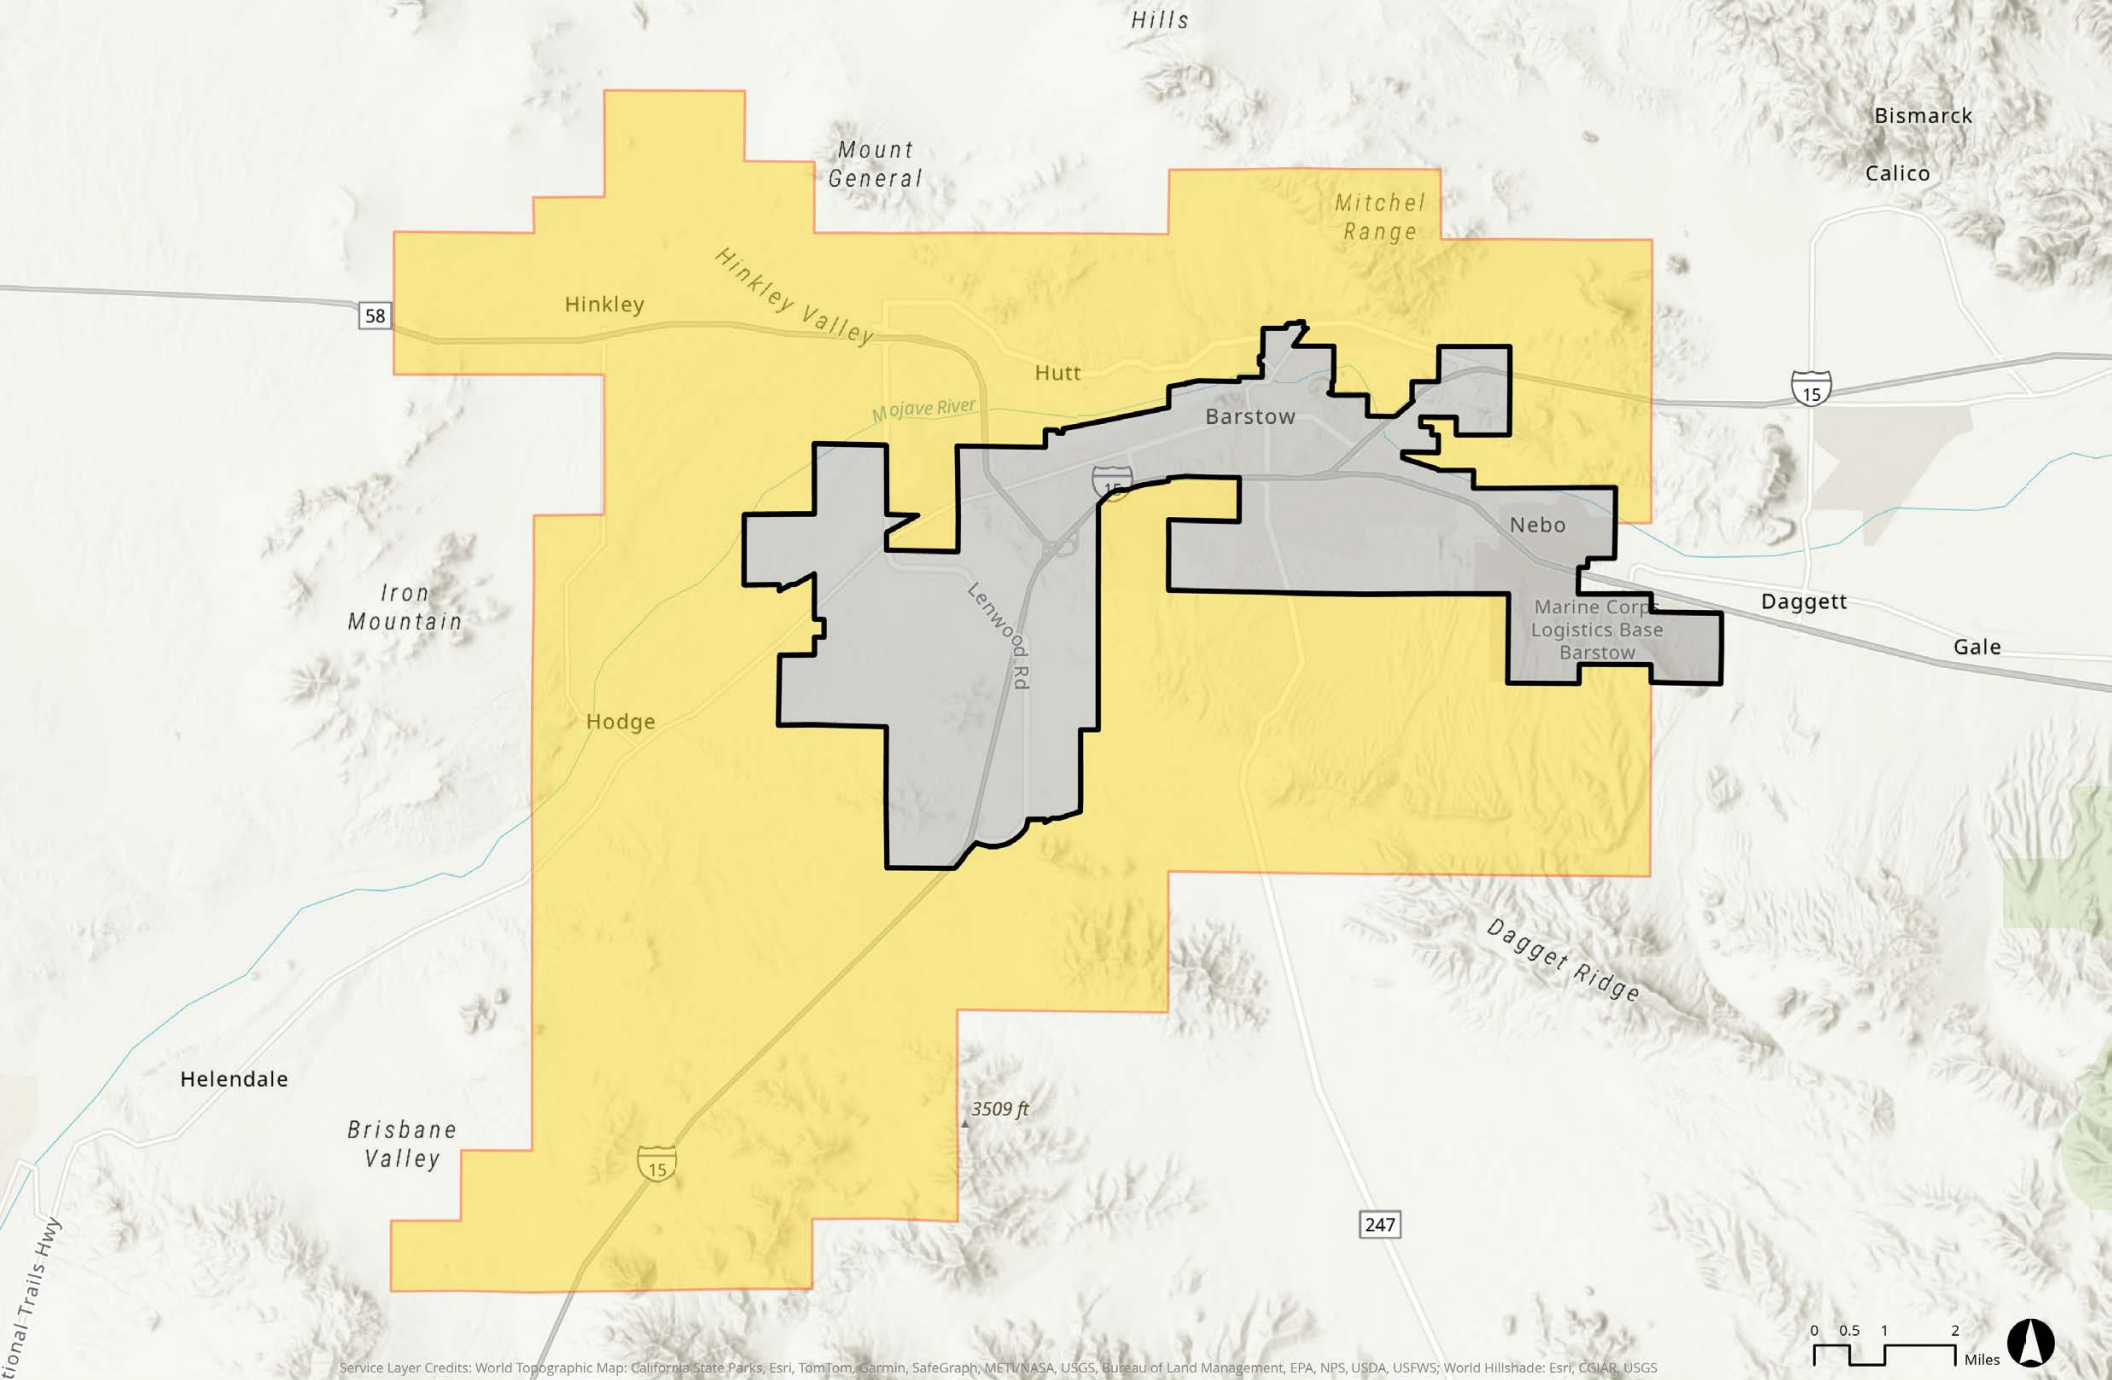 Hills
Bismarck
Mount
General
Calico
Mitchel
Range
Hinkley
Hinkley Valley
58
Hutt
15
Mojave River
Barstow
15
Nebo
Iron
Mountain
Lenwood Rd
Marine Corps
Logistics Base
Barstow
Daggett
Gale
Hodge
Dagget Ridge
Helendale
3509 ft
Brisbane
Valley
15
247
tional Trails Hwy
0 0.5 1 2
Miles
Service Layer Credits: World Topographic Map: California State Parks, Esri, TomTom, Garmin, SafeGraph, METI/NASA, USGS, Bureau of Land Management, EPA, NPS, USDA, USFWS; World Hillshade: Esri, CGIAR, USGS